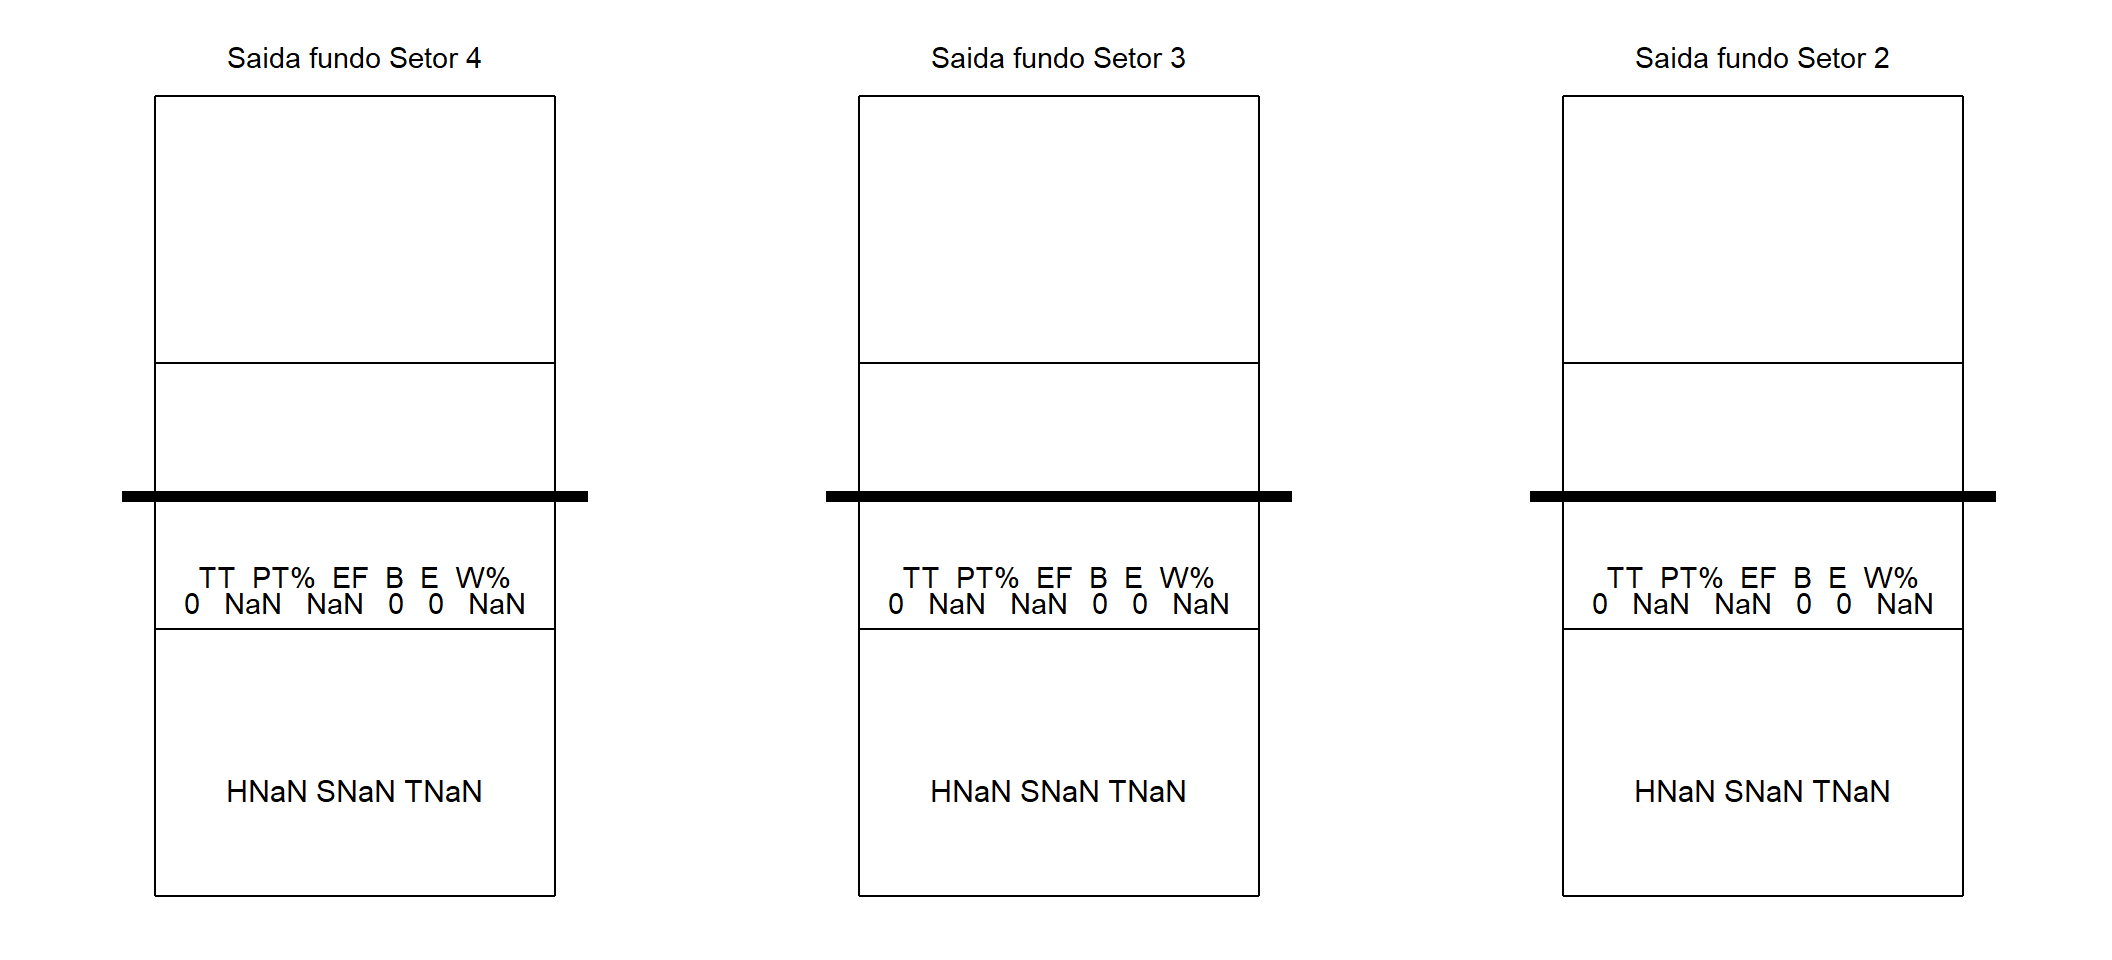 Saida fundo Setor 4
TT PT% EF B E W%
0 NaN NaN 0 0 NaN
HNaN SNaN TNaN
Saida fundo Setor 3
TT PT% EF B E W%
0 NaN NaN 0 0 NaN
HNaN SNaN TNaN
Saida fundo Setor 2
TT PT% EF B E W%
0 NaN NaN 0 0 NaN
HNaN SNaN TNaN